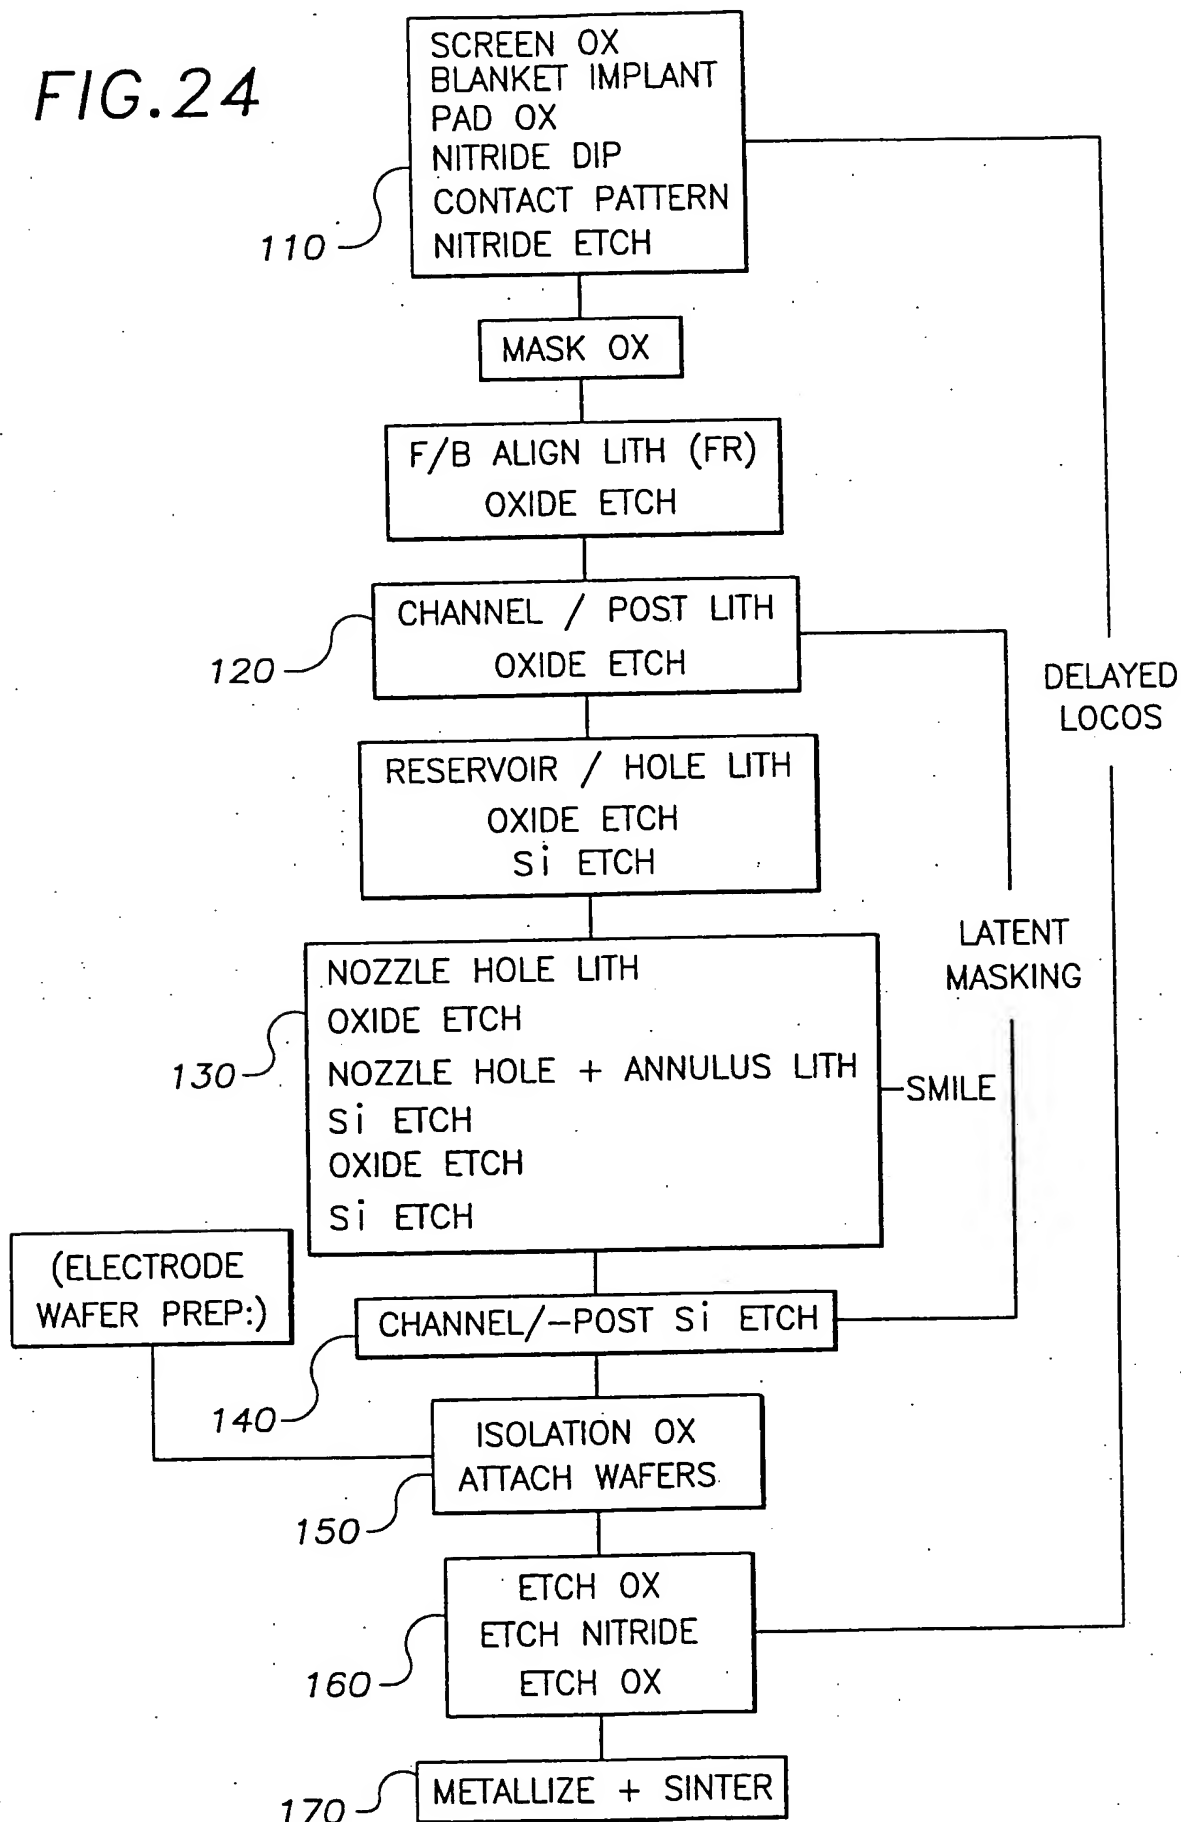 FIG.24
SCREEN OX
BLANKET IMPLANT
PAD OX
NITRIDE DIP
CONTACT PATTERN
NITRIDE ETCH
110
MASK OX
F/B ALIGN LITH (FR)
OXIDE ETCH
CHANNEL / POST LITH
OXIDE ETCH
120
DELAYED
LOCOS
RESERVOIR / HOLE LITH
OXIDE ETCH
Si ETCH
LATENT
MASKING
NOZZLE HOLE LITH
OXIDE ETCH
NOZZLE HOLE + ANNULUS LITH
Si ETCH
OXIDE ETCH
Si ETCH
130
SMILE
(ELECTRODE
WAFER PREP:)
CHANNEL/-POST Si ETCH
140
ISOLATION OX
ATTACH WAFERS
150
ETCH OX
ETCH NITRIDE
ETCH OX
160
METALLIZE + SINTER
170